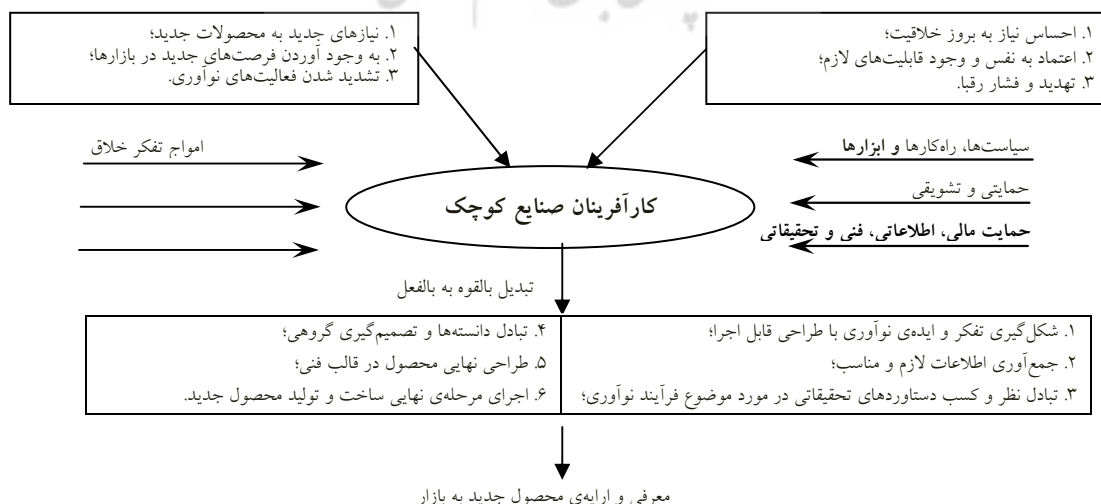 ۱. احساس نیاز به بروز خلاقیت؛
۲. اعتماد به نفس و وجود قابلیت‌های لازم؛
۳. تهدید و فشار رقبا.
۱. نیازهای جدید به محصولات جدید؛
۲. به وجود آوردن فرصت‌های جدید در بازارها؛
۳. تشدید شدن فعالیت‌های نوآوری.
سیاست‌ها، راه‌کارها و ابزارها
حمایتی و تشویقی
حمایت مالی، اطلاعاتی، فنی و تحقیقاتی
امواج تفکر خلاق
کارآفرینان صنایع کوچک
تبدیل بالقوه به بالفعل
۱. شکل‌گیری تفکر و ایده‌ی نوآوری با طراحی قابل اجرا؛
۲. جمع‌آوری اطلاعات لازم و مناسب؛
۳. تبادل نظر و کسب دستاوردهای تحقیقاتی در مورد موضوع فرآیند نوآوری؛
۴. تبادل دانسته‌ها و تصمیم‌گیری گروهی؛
۵. طراحی نهایی محصول در قالب فنی؛
۶. اجرای مرحله‌ی نهایی ساخت و تولید محصول جدید.
معرفی و ارایه‌ی محصول جدید به بازار